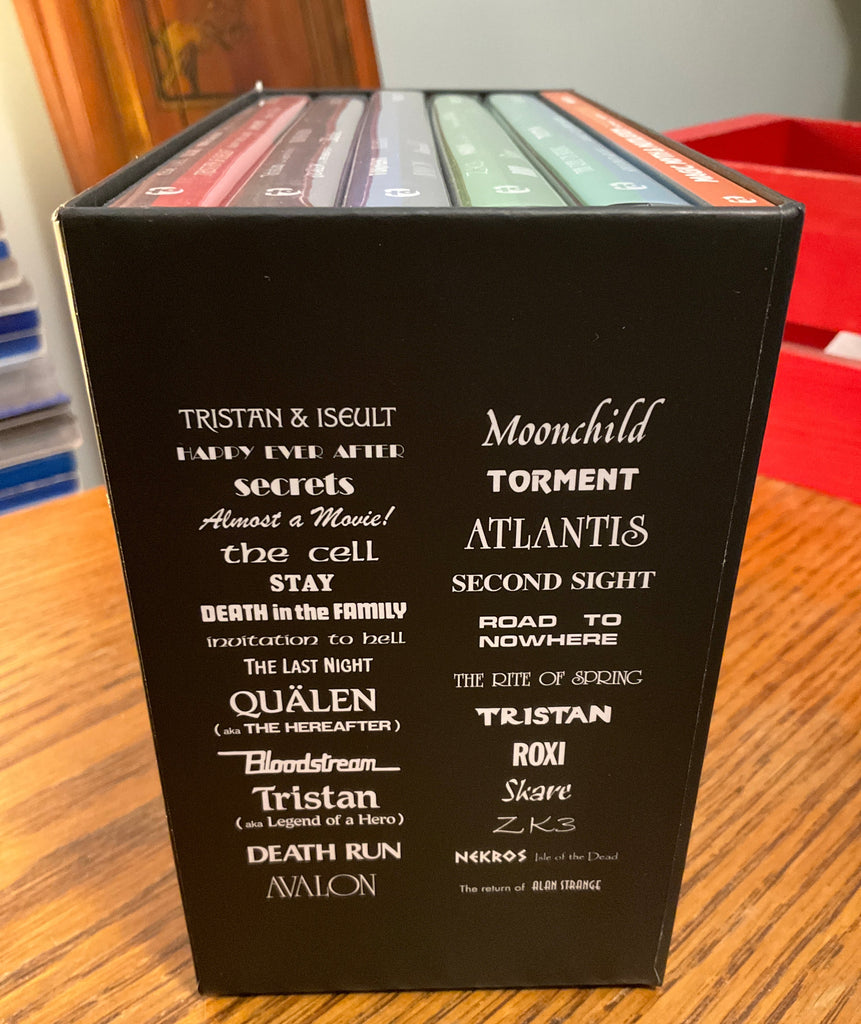 TRISTAN & ISEULT
HAPPY EVER AFTER
secrets
Almost a Movie!
the cell
STAY
DEATH in the FAMILY
invitation to hell
THE LAST NIGHT
QUÄLEN
(aka THE HEREAFTER)
Bloodstream
Tristan
(aka Legend of a Hero)
DEATH RUN
AVALON
Moonchild
TORMENT
ATLANTIS
SECOND SIGHT
ROAD TO
NOWHERE
THE RITE OF SPRING
TRISTAN
ROXI
Skare
ZK3
NEKROS Isle of the Dead
The return of ALAN STRANGE